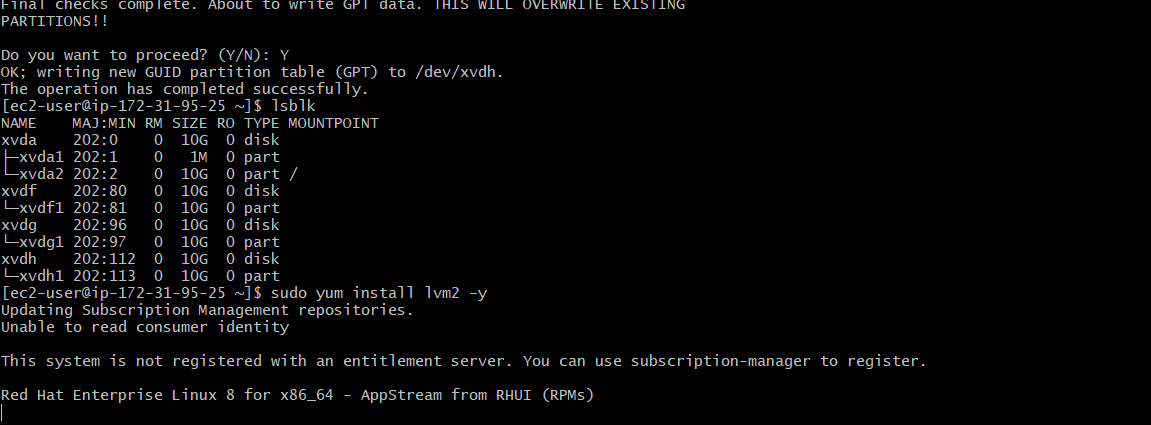 Final checks complete. About to write GPT data. THIS WILL OVERWRITE EXISTING
PARTITIONS!!
Do you want to proceed? (Y/N): Y
OK; writing new GUID partition table (GPT) to /dev/xvdh.
The operation has completed successfully.
[ec2-user@ip-172-31-95-25 ~]$ lsblk
NAME    MAJ:MIN RM SIZE RO TYPE MOUNTPOINT
xvda    202:0    0  10G  0 disk
├─xvda1 202:1    0   1M  0 part
└─xvda2 202:2    0  10G  0 part /
xvdf    202:80   0  10G  0 disk
└─xvdf1 202:81   0  10G  0 part
xvdg    202:96   0  10G  0 disk
└─xvdg1 202:97   0  10G  0 part
xvdh    202:112  0  10G  0 disk
└─xvdh1 202:113  0  10G  0 part
[ec2-user@ip-172-31-95-25 ~]$ sudo yum install lvm2 -y
Updating Subscription Management repositories.
Unable to read consumer identity
This system is not registered with an entitlement server. You can use subscription-manager to register.
Red Hat Enterprise Linux 8 for x86_64 - AppStream from RHUI (RPMs)